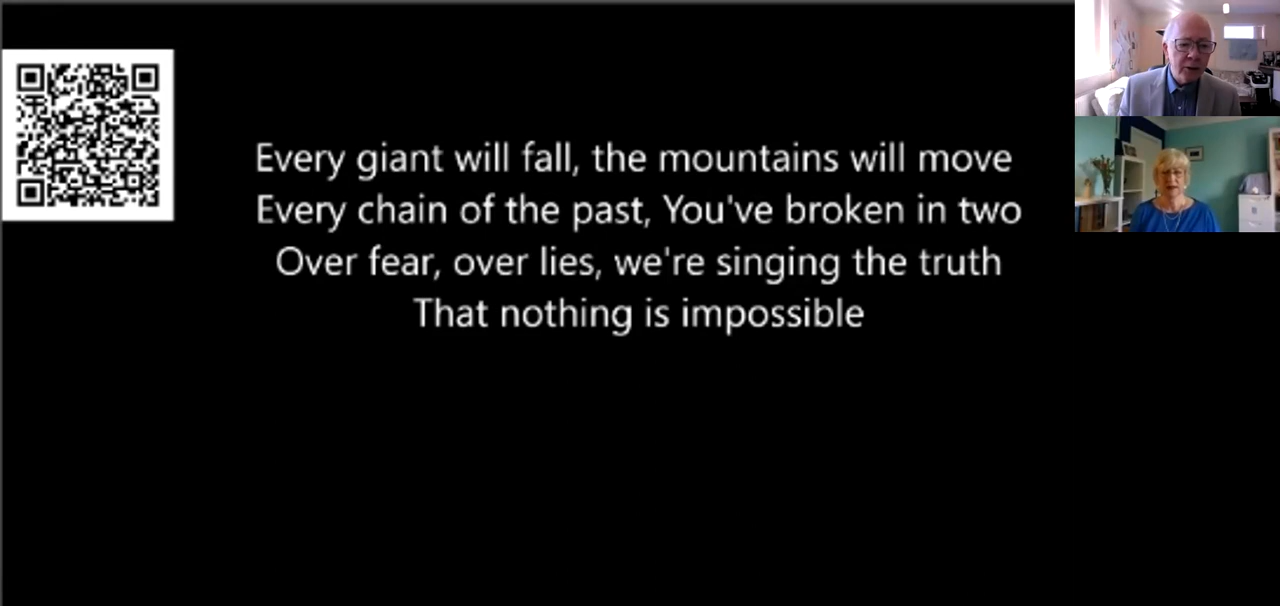 Every giant will fall, the mountains will move
Every chain of the past, You've broken in two
Over fear, over lies, we're singing the truth
That nothing is impossible